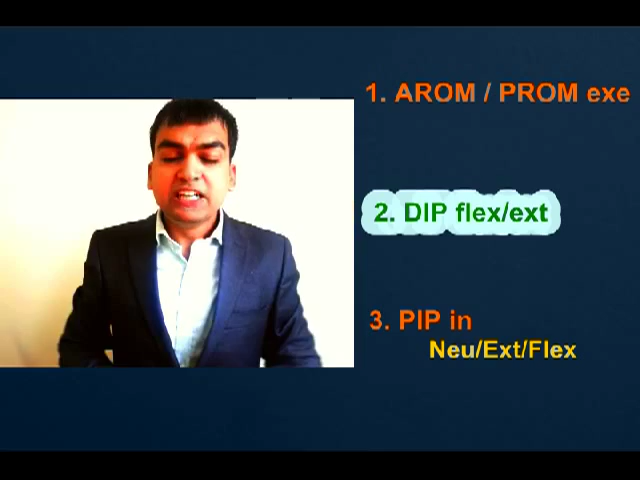 1. AROM / PROM exe
2. DIP flex/ext
3. PIP in
Neu/Ext/Flex